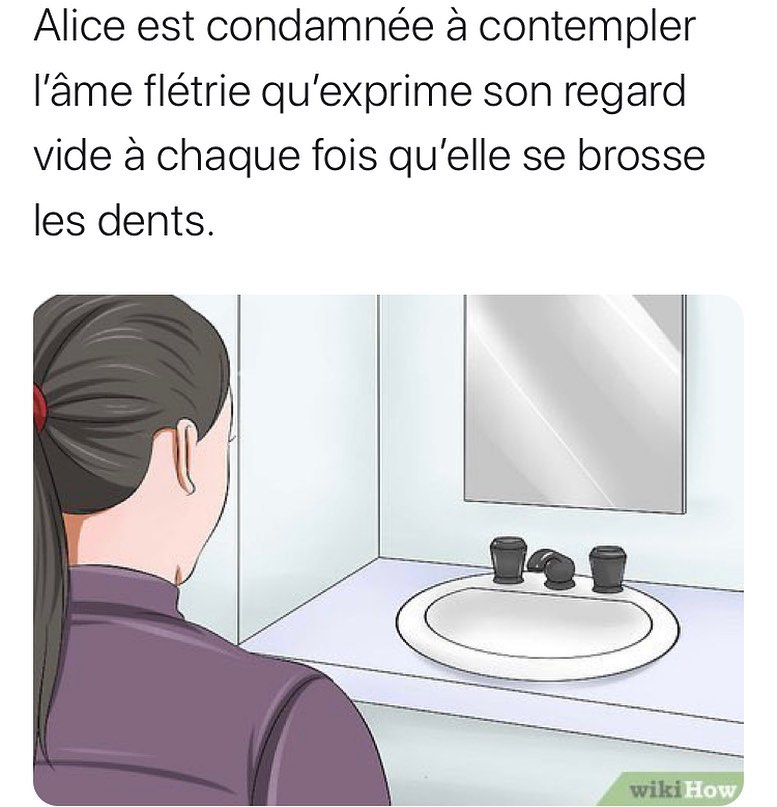 Alice est condamnée à contempler
l’âme flétrie qu’exprime son regard
vide à chaque fois qu’elle se brosse
les dents.
wikiHow